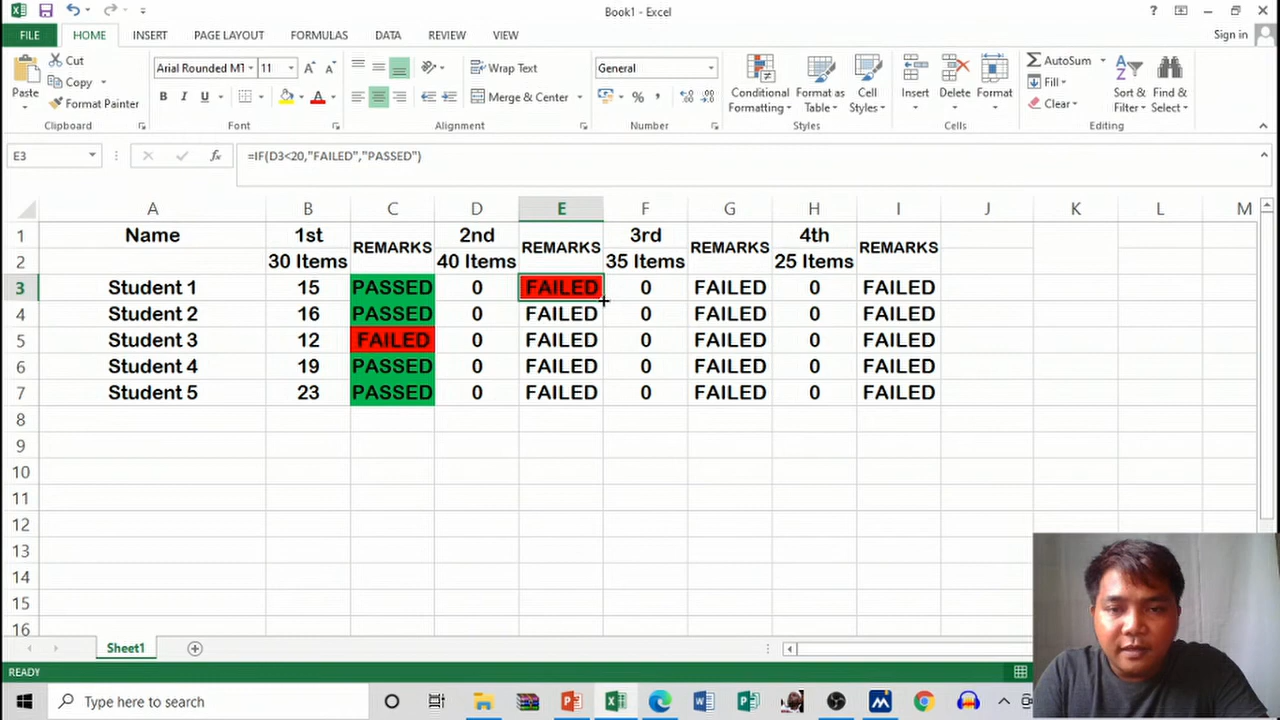 Book1 - Excel
?
FILE HOME INSERT PAGE LAYOUT FORMULAS DATA REVIEW VIEW Sign in
Paste Cut Copy Format Painter
Arial Rounded MT 11
B I U
Wrap Text
Merge & Center
General
% ,
Conditional Formatting Format as Table Cell Styles
Insert Delete Format
AutoSum Fill Clear
Sort & Filter Find & Select
Clipboard Font Alignment Number Styles Cells Editing
E3 fx =IF(D3<20,"FAILED","PASSED")
A B C D E F G H I J K L M
1 Name 1st REMARKS 2nd REMARKS 3rd REMARKS 4th REMARKS
2 30 Items 40 Items 35 Items 25 Items
3 Student 1 15 PASSED 0 FAILED 0 FAILED 0 FAILED
4 Student 2 16 PASSED 0 FAILED 0 FAILED 0 FAILED
5 Student 3 12 FAILED 0 FAILED 0 FAILED 0 FAILED
6 Student 4 19 PASSED 0 FAILED 0 FAILED 0 FAILED
7 Student 5 23 PASSED 0 FAILED 0 FAILED 0 FAILED
8
9
10
11
12
13
14
15
16
Sheet1
READY
Type here to search